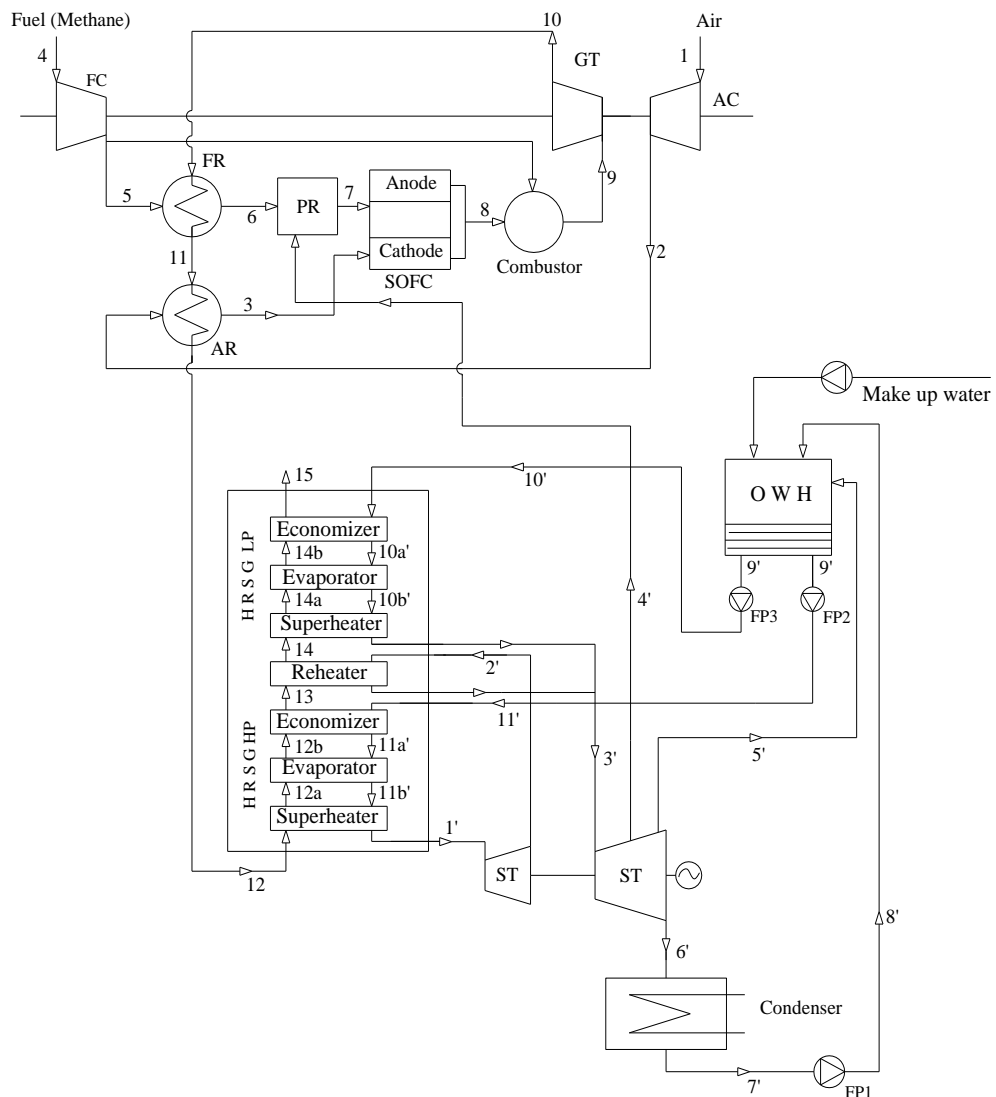 Fuel (Methane)
10
Air
4
GT
1
FC
AC
FR
9
5
6
PR
7
Anode
8
Cathode
Combustor
2
SOFC
11
3
AR
Make up water
15
10'
O W H
Economizer
14b
10a'
9'
9'
Evaporator
14a
10b'
4'
FP3
FP2
Superheater
14
2'
Reheater
13
11'
Economizer
12b
11a'
3'
5'
Evaporator
12a
11b'
Superheater
1'
H R S G LP
H R S G HP
12
ST
ST
6'
8'
Condenser
7'
FP1